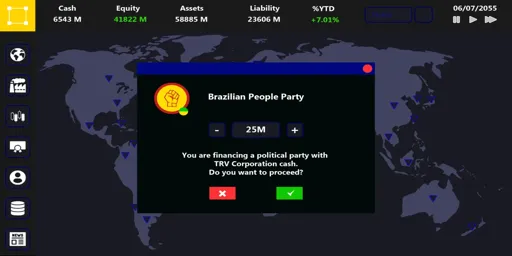 Cash Equity Assets Liability %YTD 06/07/2055
6543 M 41822 M 58885 M 23606 M +7.01%
Brazilian People Party
- 25M +
You are financing a political party with
TRV Corporation cash.
Do you want to proceed?
NEWS